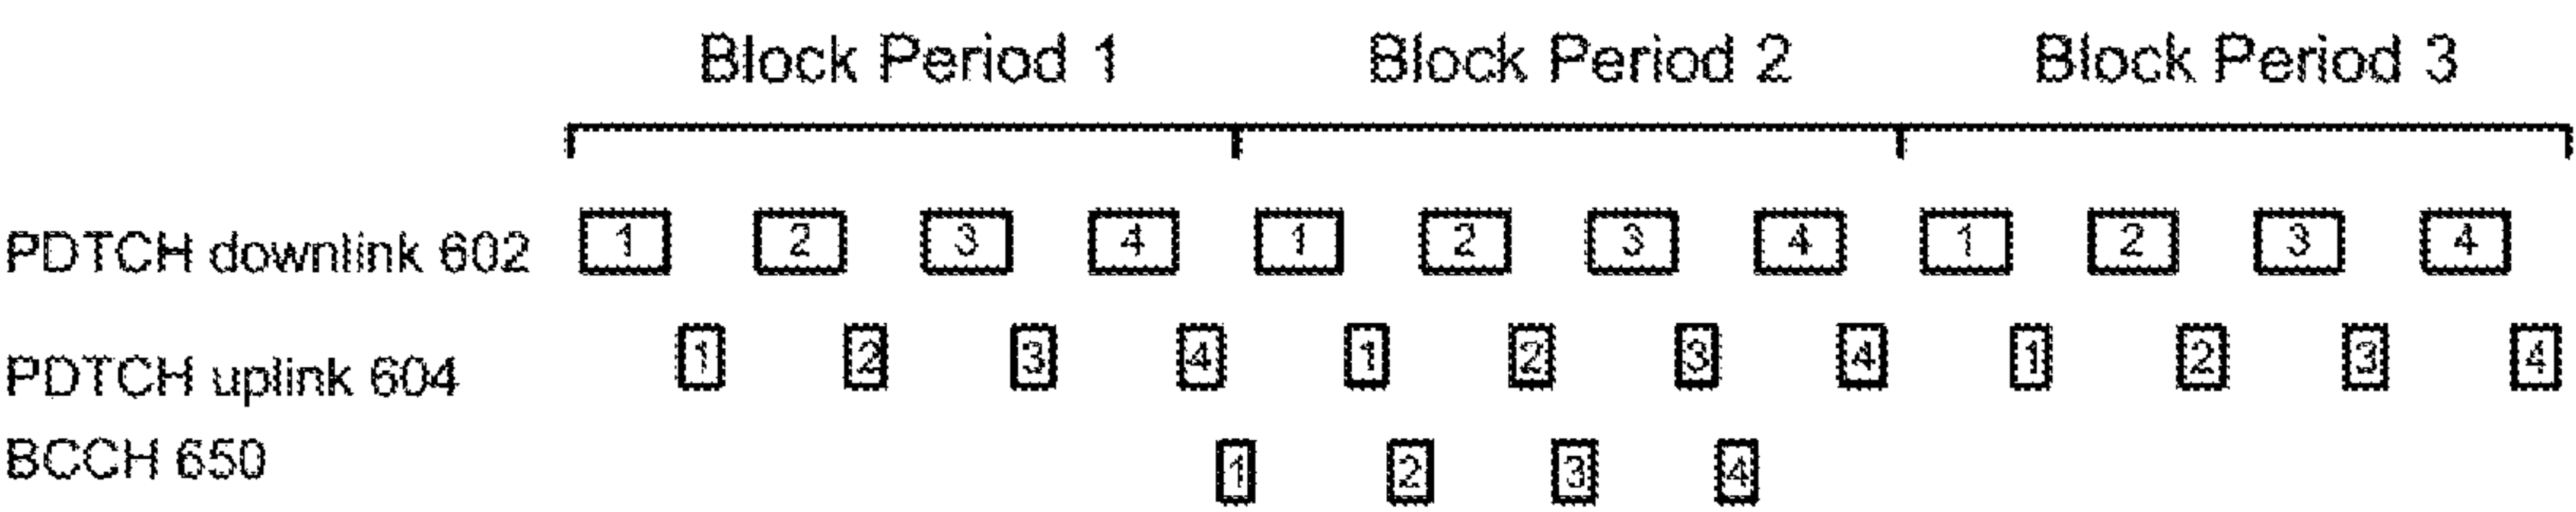 Block Period 1 Block Period 2 Block Period 3
PDTCH downlink 602 1 2 3 4 1 2 3 4 1 2 3 4
PDTCH uplink 604 1 2 3 4 1 2 3 4 1 2 3 4
BCCH 650 1 2 3 4